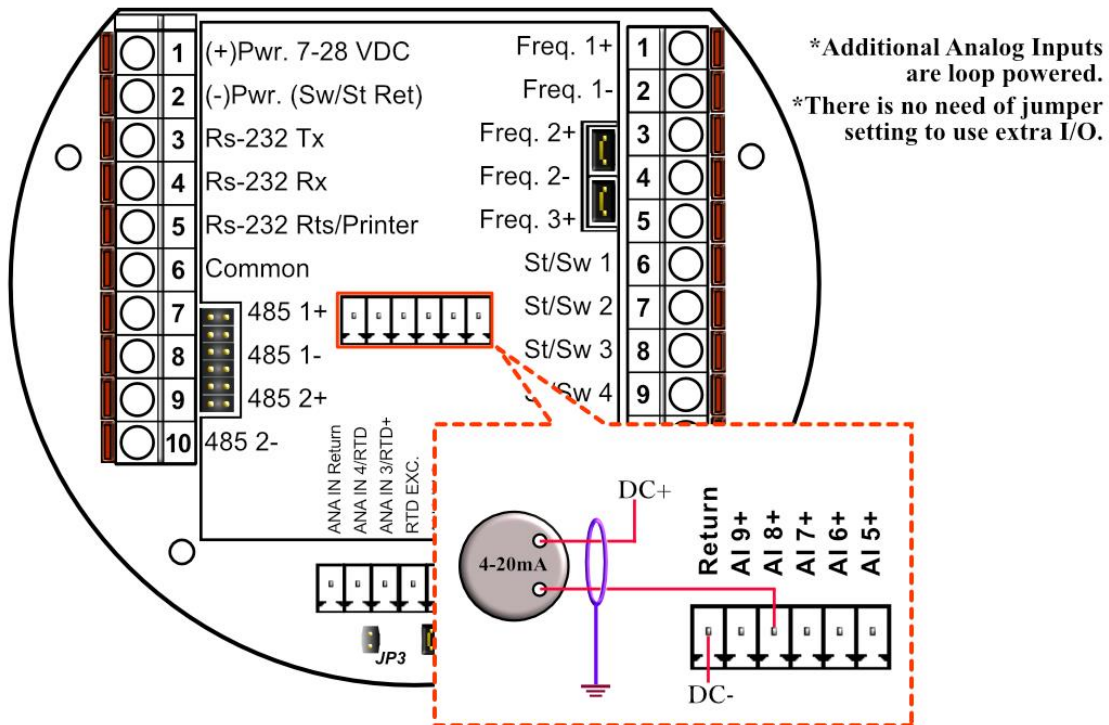 1 (+)Pwr. 7-28 VDC
2 (-)Pwr. (Sw/St Ret)
3 Rs-232 Tx
4 Rs-232 Rx
5 Rs-232 Rts/Printer
6 Common
7 485 1+
8 485 1-
9 485 2+
10 485 2-
Freq. 1+ 1
Freq. 1- 2
Freq. 2+ 3
Freq. 2- 4
Freq. 3+ 5
St/Sw 1 6
St/Sw 2 7
St/Sw 3 8
St/Sw 4 9
*Additional Analog Inputs
are loop powered.
*There is no need of jumper
setting to use extra I/O.
ANA IN Return
ANA IN 4/RTD
ANA IN 3/RTD+
RTD EXC.
JP3
DC+
4-20mA
Return
AI 9+
AI 8+
AI 7+
AI 6+
AI 5+
DC-